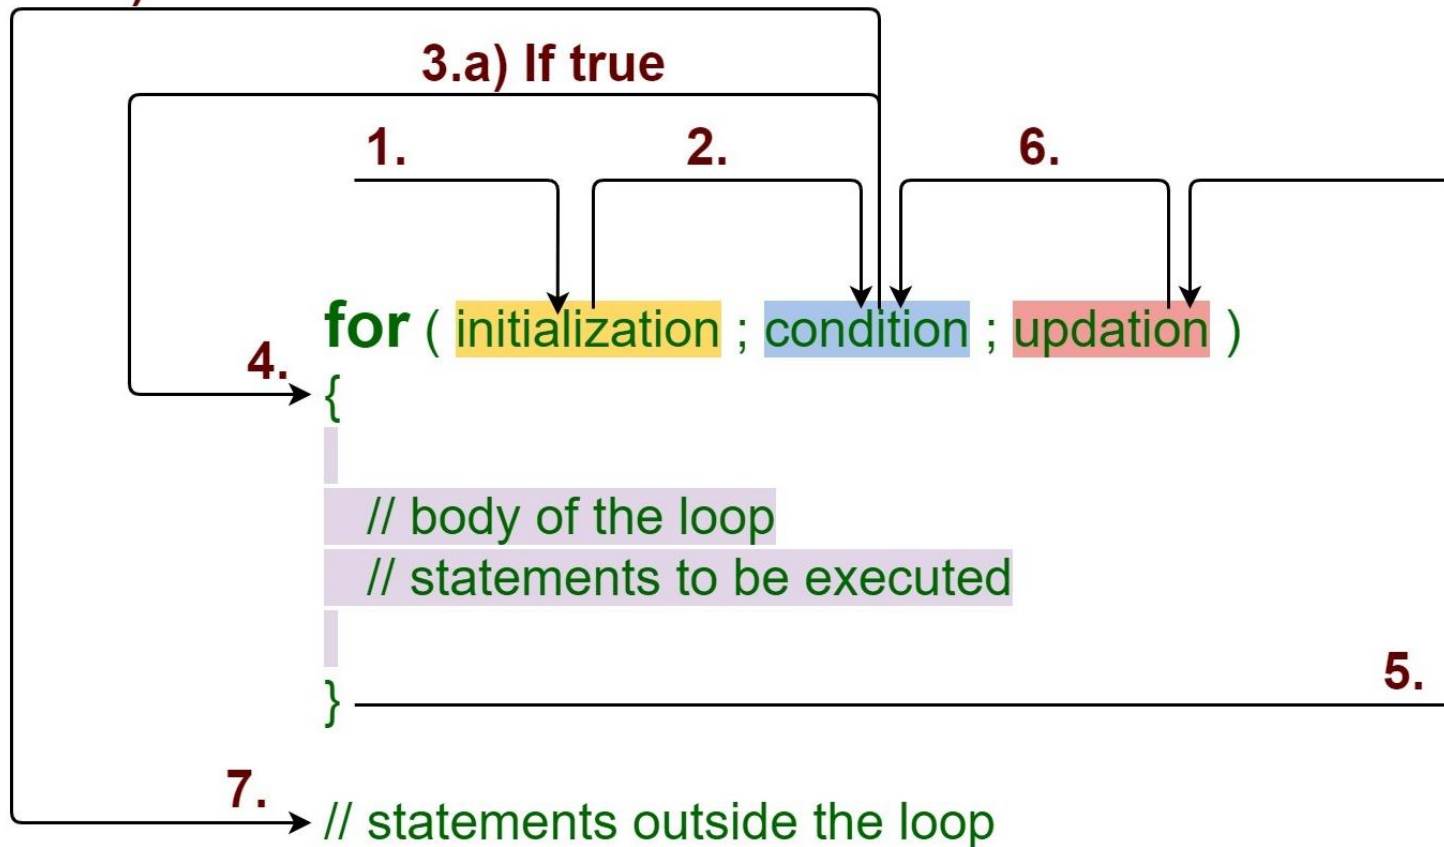 3.a) If true
1. 2. 6.
for ( initialization ; condition ; updation )
4.
{
// body of the loop
// statements to be executed
5.
}
7.
// statements outside the loop